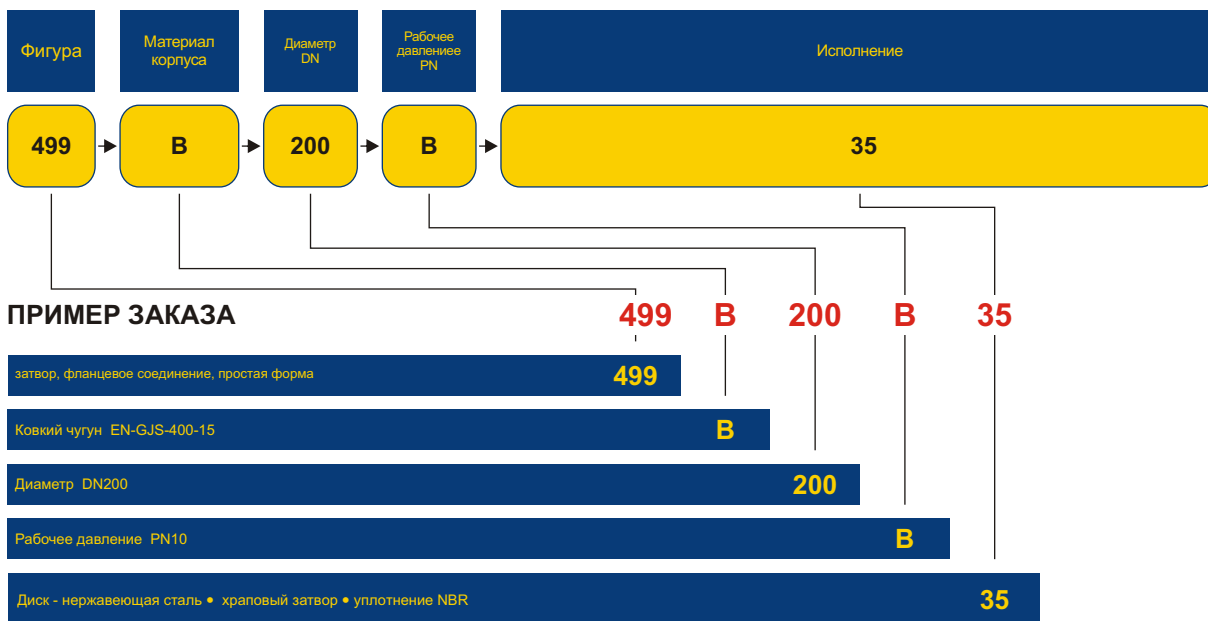 Фигура
Материал
корпуса
Диаметр
DN
Рабочее
давлениее
PN
Исполнение
499
B
200
B
35
ПРИМЕР ЗАКАЗА
499 B 200 B 35
затвор, фланцевое соединение, простая форма 499
Ковкий чугун EN-GJS-400-15 B
Диаметр DN200 200
Рабочее давление PN10 B
Диск - нержавеющая сталь • храповый затвор • уплотнение NBR 35